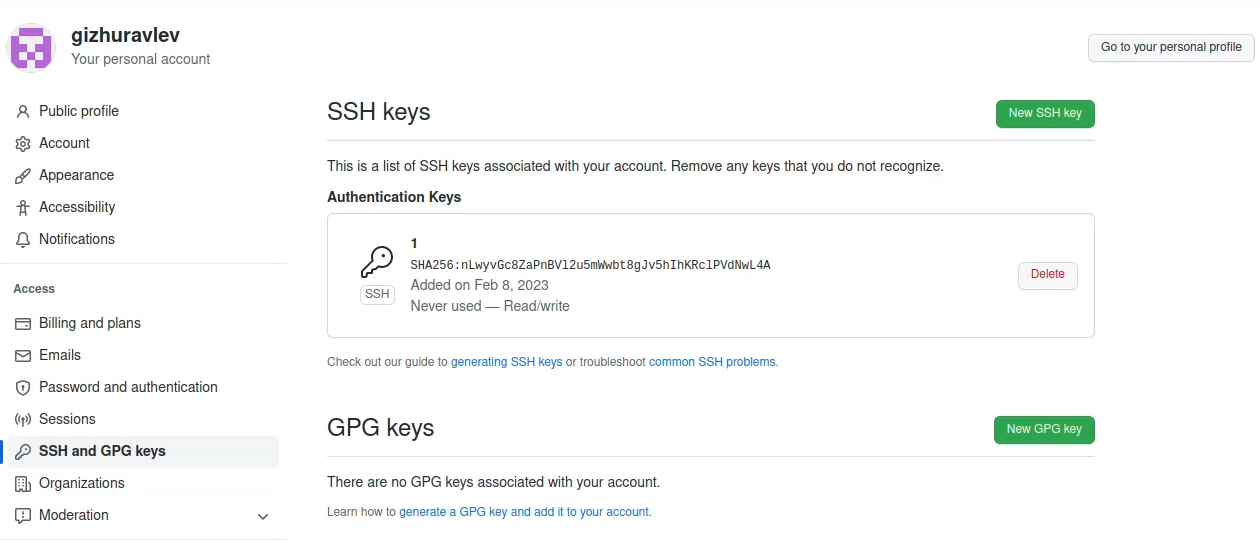 gizhuravlev
Your personal account
Go to your personal profile
Public profile
Account
Appearance
Accessibility
Notifications
Access
Billing and plans
Emails
Password and authentication
Sessions
SSH and GPG keys
Organizations
Moderation
SSH keys
New SSH key
This is a list of SSH keys associated with your account. Remove any keys that you do not recognize.
Authentication Keys
1
SHA256:nLwyvGc8ZaPnBVl2u5mWwbt8gJv5hIhKRclPVdNwL4A
Added on Feb 8, 2023
Never used — Read/write
SSH
Delete
Check out our guide to generating SSH keys or troubleshoot common SSH problems.
GPG keys
New GPG key
There are no GPG keys associated with your account.
Learn how to generate a GPG key and add it to your account.